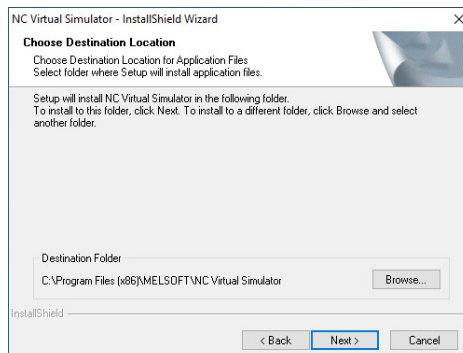 NC Virtual Simulator - InstallShield Wizard
Choose Destination Location
Choose Destination Location for Application Files
Select folder where Setup will install application files.
Setup will install NC Virtual Simulator in the following folder.
To install to this folder, click Next. To install to a different folder, click Browse and select
another folder.
Destination Folder
C:\Program Files (x86)\MELSOFT\NC Virtual Simulator
Browse...
InstallShield
< Back
Next >
Cancel